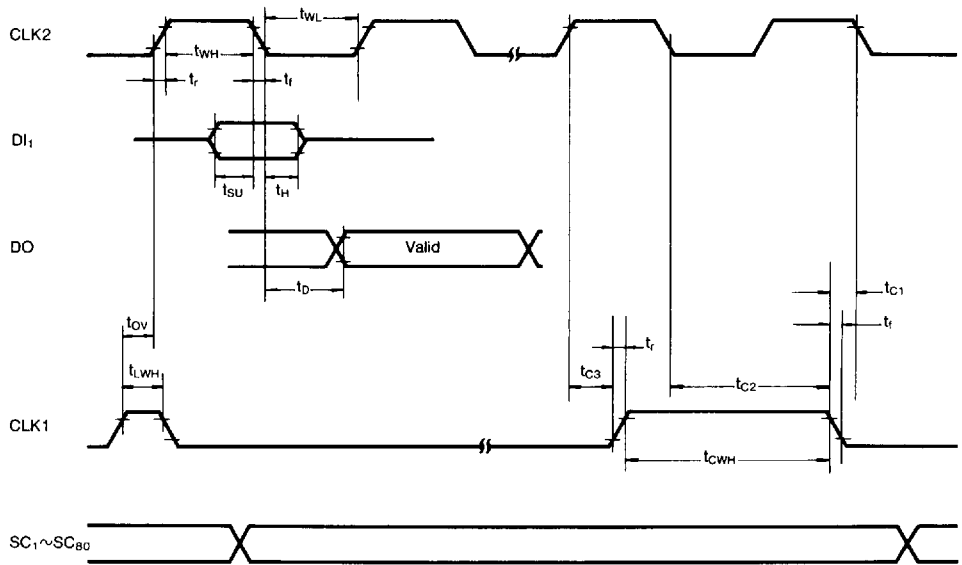 CLK2
tWL
tWH
tr
tf
DI1
tSU
tH
DO
Valid
tD
tC1
tOV
tf
tr
tLWH
tC3
tC2
CLK1
tCWH
SC1~SC80